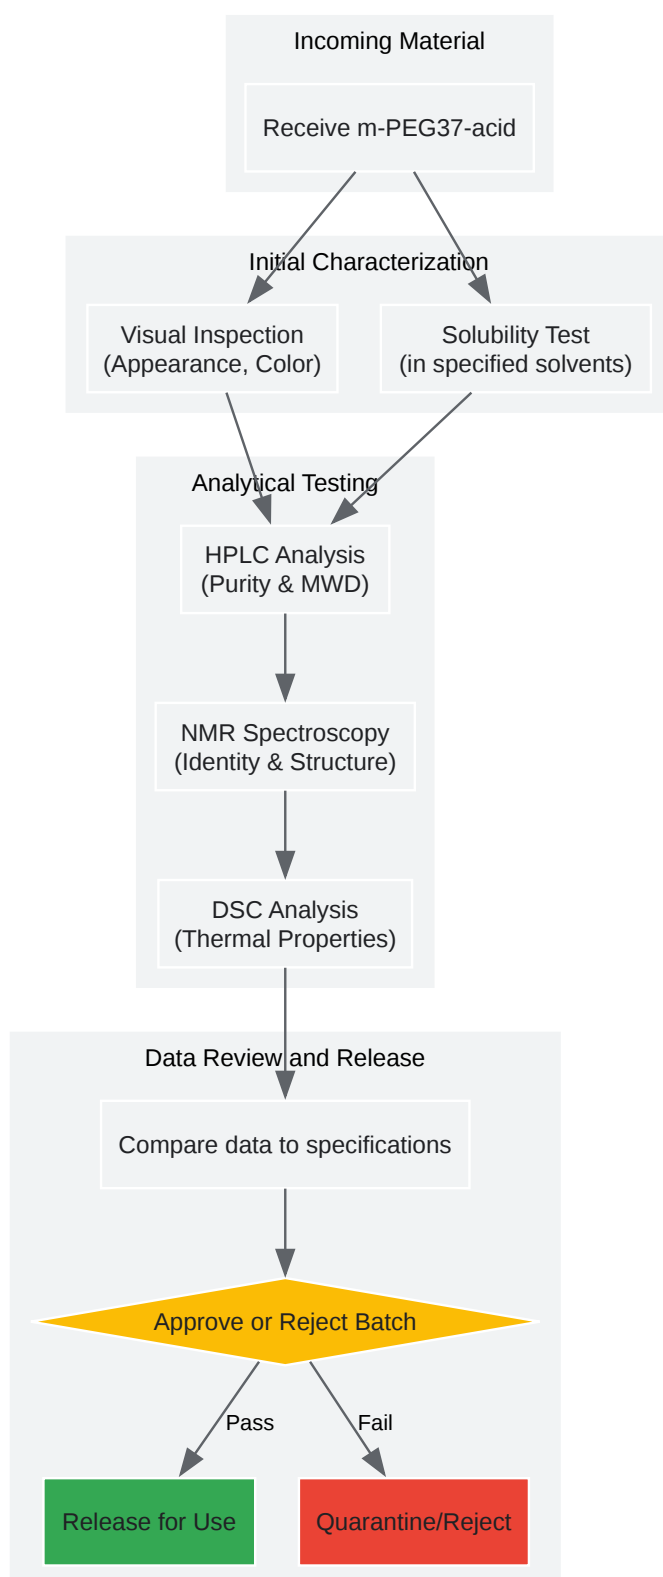 Incoming Material
Receive m-PEG37-acid
Initial Characterization
Visual Inspection
(Appearance, Color)
Solubility Test
(in specified solvents)
Analytical Testing
HPLC Analysis
(Purity & MWD)
NMR Spectroscopy
(Identity & Structure)
DSC Analysis
(Thermal Properties)
Data Review and Release
Compare data to specifications
Approve or Reject Batch
Pass
Fail
Release for Use
Quarantine/Reject